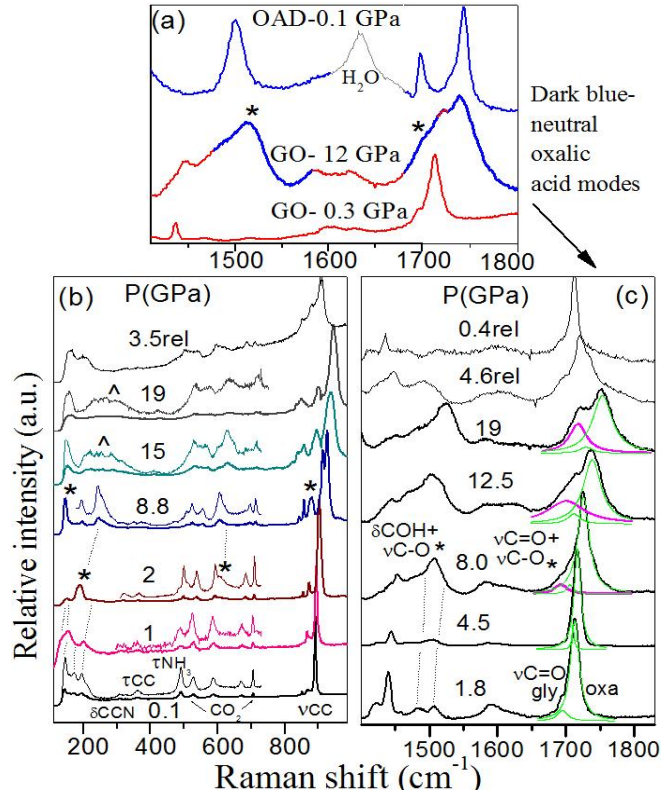 (a) OAD-0.1 GPa
H₂O
*
*
GO- 12 GPa
GO- 0.3 GPa
1500 1600 1700 1800
Dark blue-
neutral
oxalic
acid modes
Relative intensity (a.u.)
(b) P(GPa)
3.5rel
19 ^
15 ^
* 8.8 *
2 * *
1
τNH₃
τCC
δCCN 0.1 CO₂ νCC
200 400 600 800
P(GPa) (c)
0.4rel
4.6rel
19
12.5
δCOH+
νC-O*
νC=O+
νC-O*
8.0
4.5
νC=O
gly oxa
1.8
1500 1600 1700 1800
Raman shift (cm⁻¹)